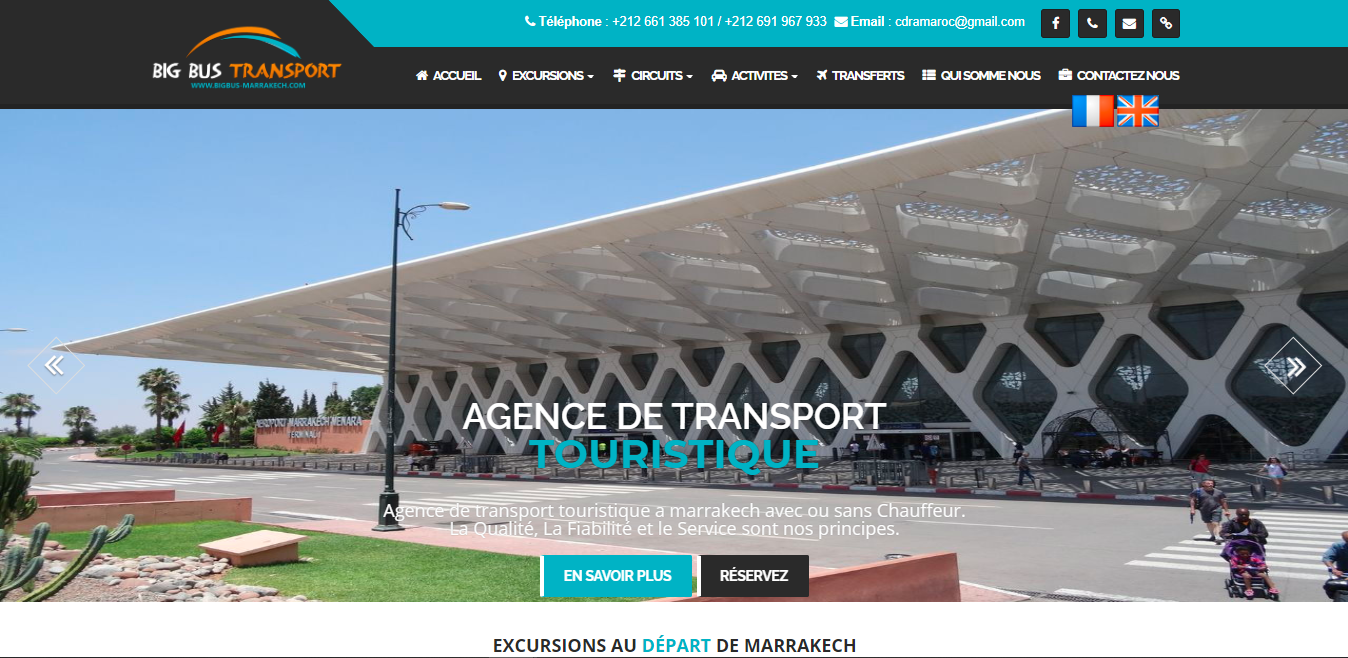 Téléphone : +212 661 385 101 / +212 691 967 933 Email : cdramaroc@gmail.com
BIG BUS TRANSPORT
WWW.BIGBUS-MARRAKECH.COM
ACCUEIL EXCURSIONS CIRCUITS ACTIVITES TRANSFERTS QUI SOMME NOUS CONTACTEZ NOUS
AEROPORT MARRAKECH MENARA
TERMINAL 1
AGENCE DE TRANSPORT
TOURISTIQUE
Agence de transport touristique a marrakech avec ou sans Chauffeur.
La Qualité, La Fiabilité et le Service sont nos principes.
EN SAVOIR PLUS RÉSERVEZ
EXCURSIONS AU DÉPART DE MARRAKECH